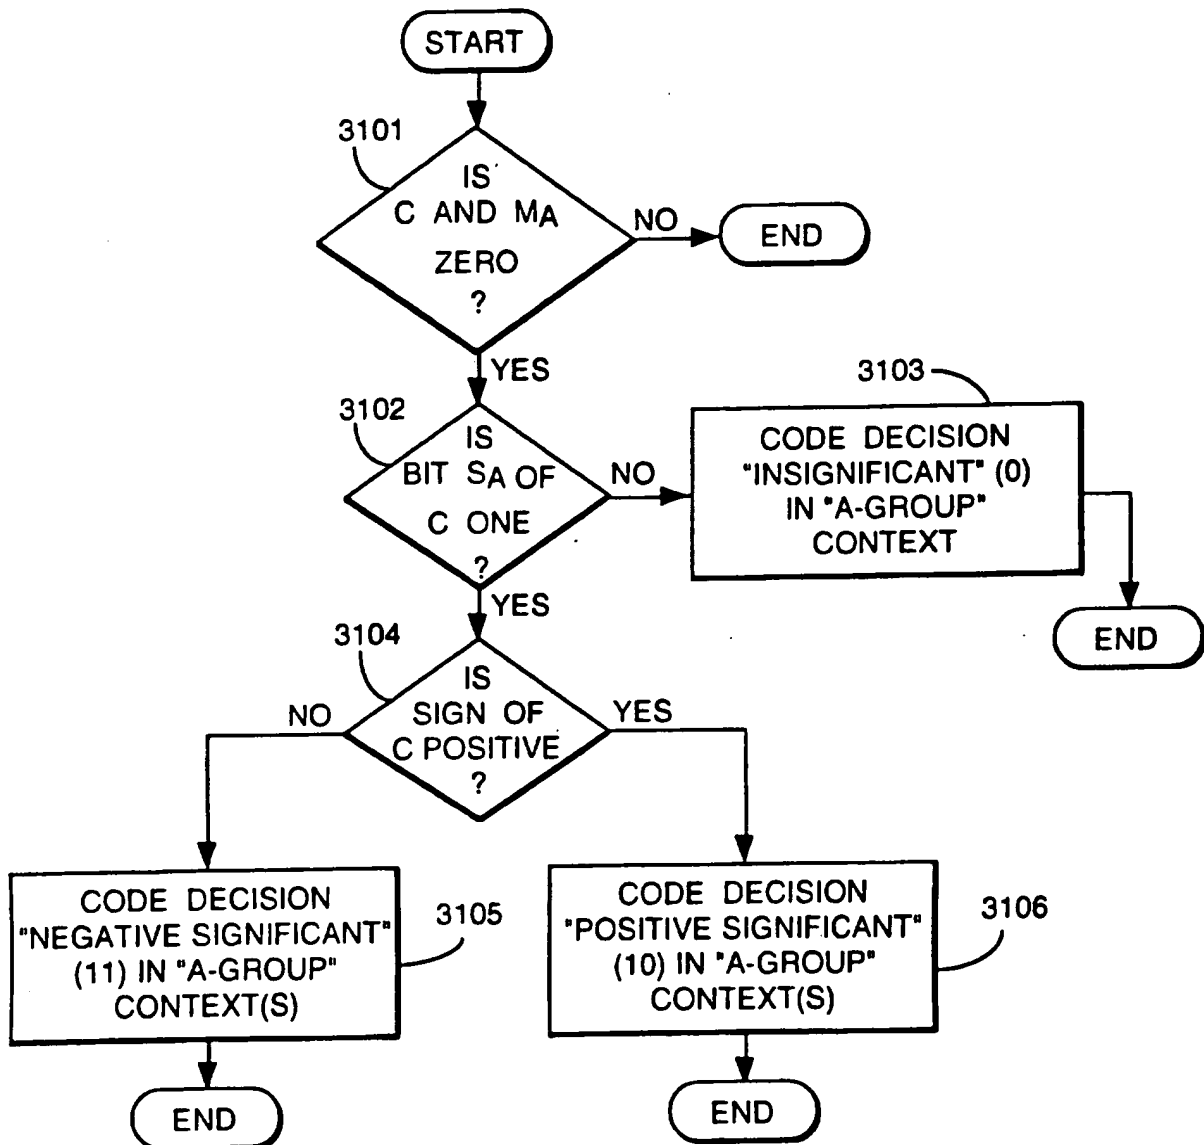 START
3101
IS
C AND MA
ZERO
?
NO
END
YES
3102
IS
BIT SA OF
C ONE
?
NO
3103
CODE DECISION
"INSIGNIFICANT" (0)
IN "A-GROUP"
CONTEXT
END
YES
3104
IS
SIGN OF
C POSITIVE
?
NO
YES
CODE DECISION
"NEGATIVE SIGNIFICANT"
(11) IN "A-GROUP"
CONTEXT(S)
3105
END
CODE DECISION
"POSITIVE SIGNIFICANT"
(10) IN "A-GROUP"
CONTEXT(S)
3106
END